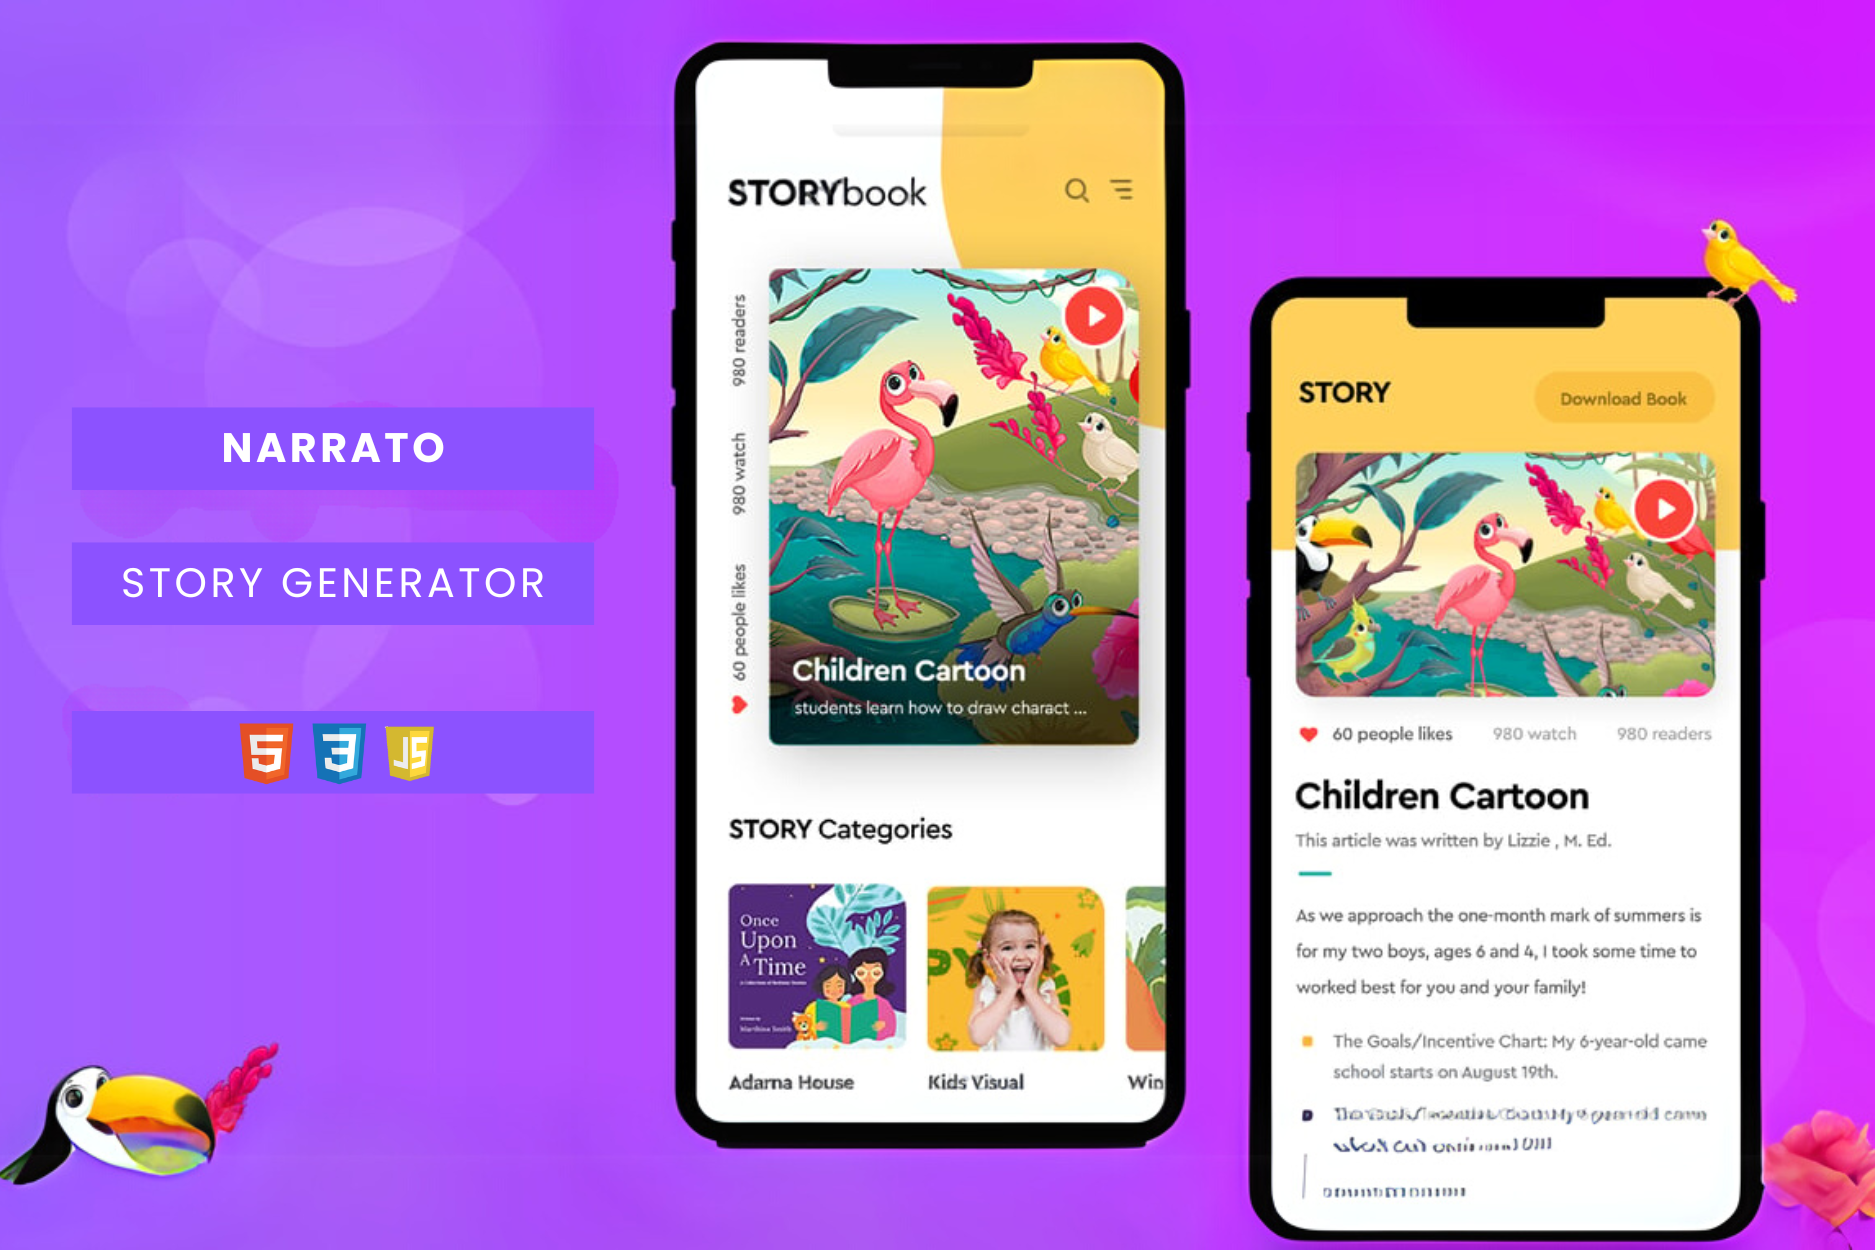 NARRATO
STORY GENERATOR
5
3
JS
STORYbook
980 readers
980 watch
60 people likes
Children Cartoon
students learn how to draw charact ...
STORY Categories
Once
Upon
A Time
Marthina Smith
Adarna House
Kids Visual
Win
STORY
Download Book
60 people likes
980 watch
980 readers
Children Cartoon
This article was written by Lizzie , M. Ed.
As we approach the one-month mark of summers is
for my two boys, ages 6 and 4, I took some time to
worked best for you and your family!
The Goals/Incentive Chart: My 6-year-old came
school starts on August 19th.